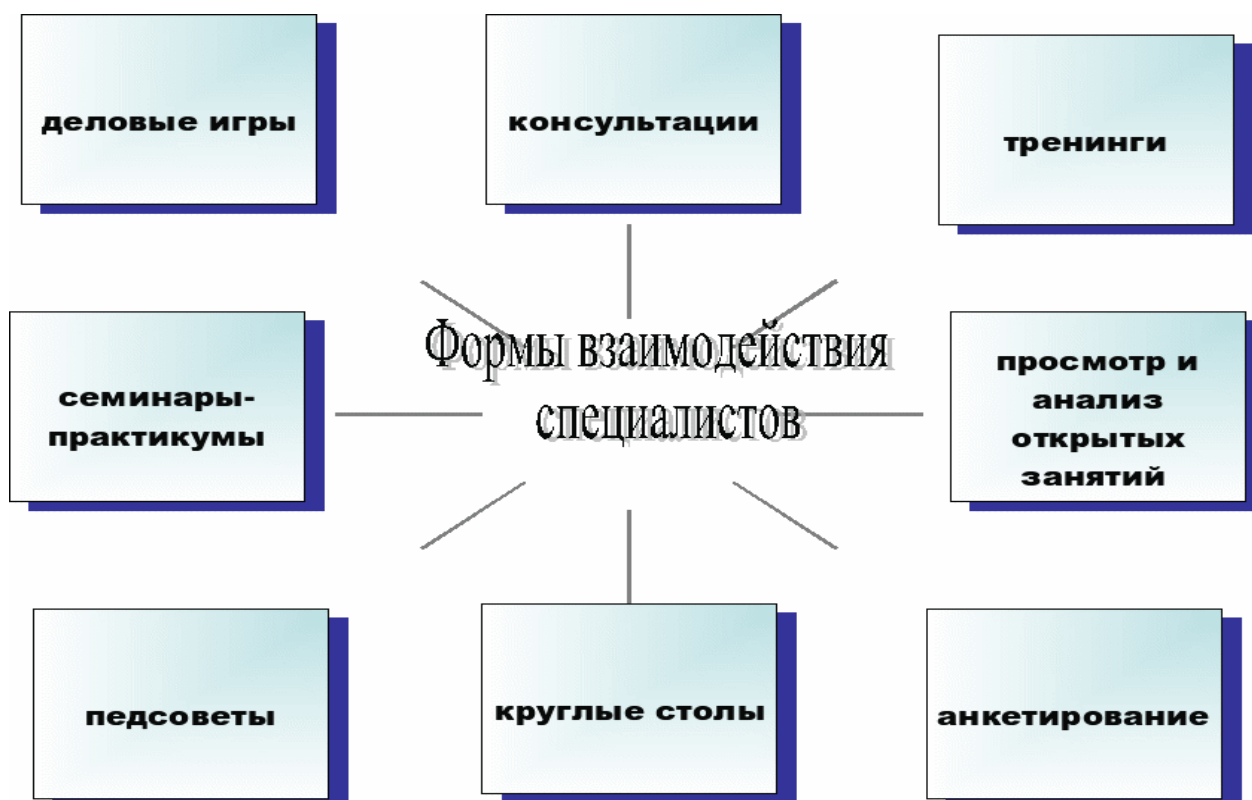 деловые игры
консультации
тренинги
Формы взаимодействия
специалистов
семинары-
практикумы
просмотр и
анализ
открытых
занятий
педсоветы
круглые столы
анкетирование